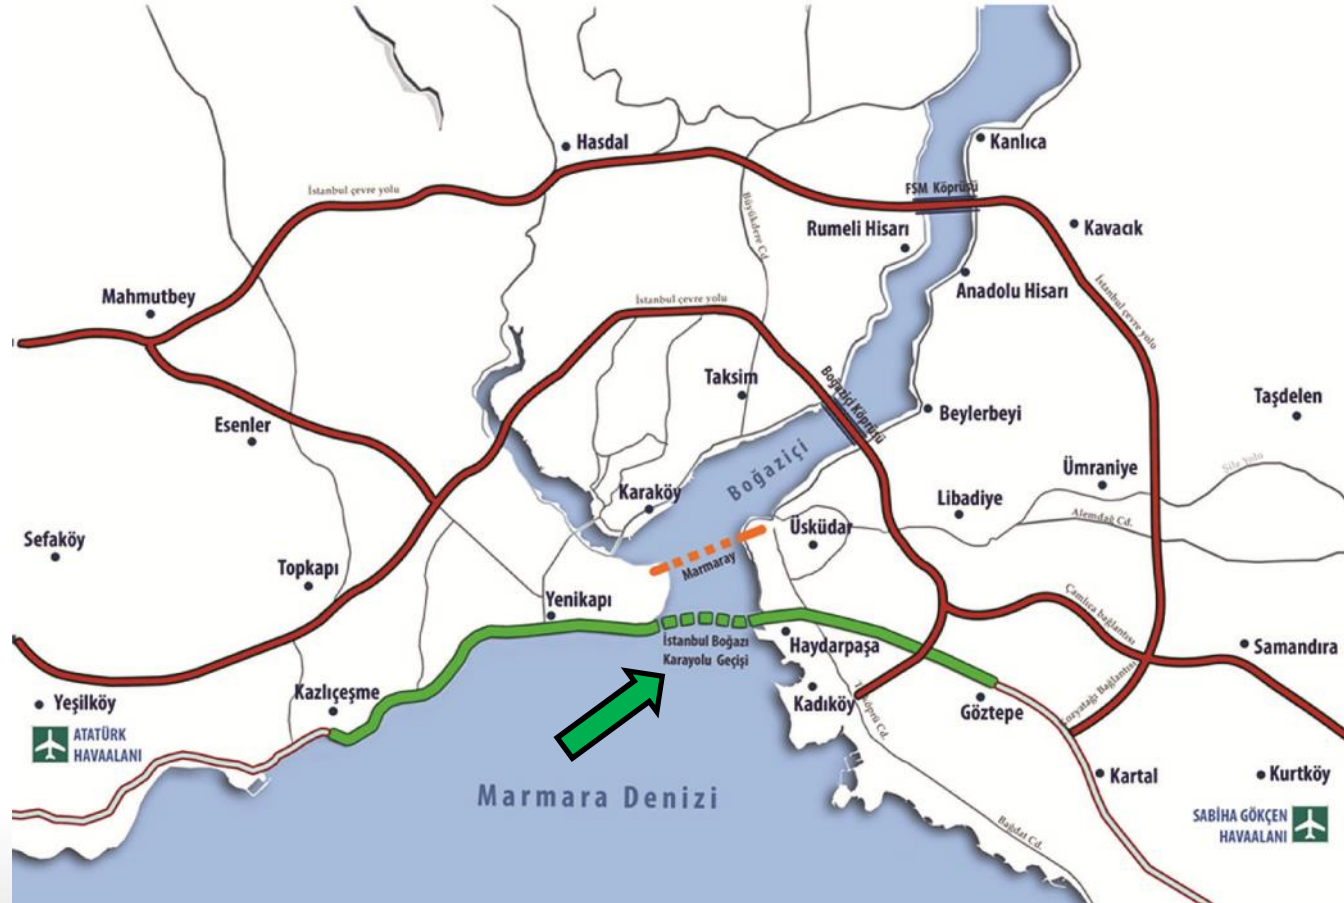 Hasdal
Kanlıca
İstanbul çevre yolu
FSM Köprüsü
Büyükdere Cd.
Rumeli Hisarı
Kavacık
Anadolu Hisarı
İstanbul çevre yolu
Mahmutbey
İstanbul çevre yolu
Taksim
Boğaziçi Köprüsü
Beylerbeyi
Taşdelen
Esenler
Boğaziçi
Ümraniye
Şile Yolu
Karaköy
Libadiye
Alemdağ Cd.
Üsküdar
Sefaköy
Topkapı
Marmaray
Yenikapı
Çamlıca bağlantısı
İstanbul Boğazı
Karayolu Geçişi
Haydarpaşa
Samandıra
Kazlıçeşme
Kadıköy
Göztepe
Kozyatağı Bağlantısı
Yeşilköy
ATATÜRK
HAVAALANI
Marmara Denizi
Kartal
Kurtköy
SABİHA GÖKÇEN
HAVAALANI
Bağdat Cd.